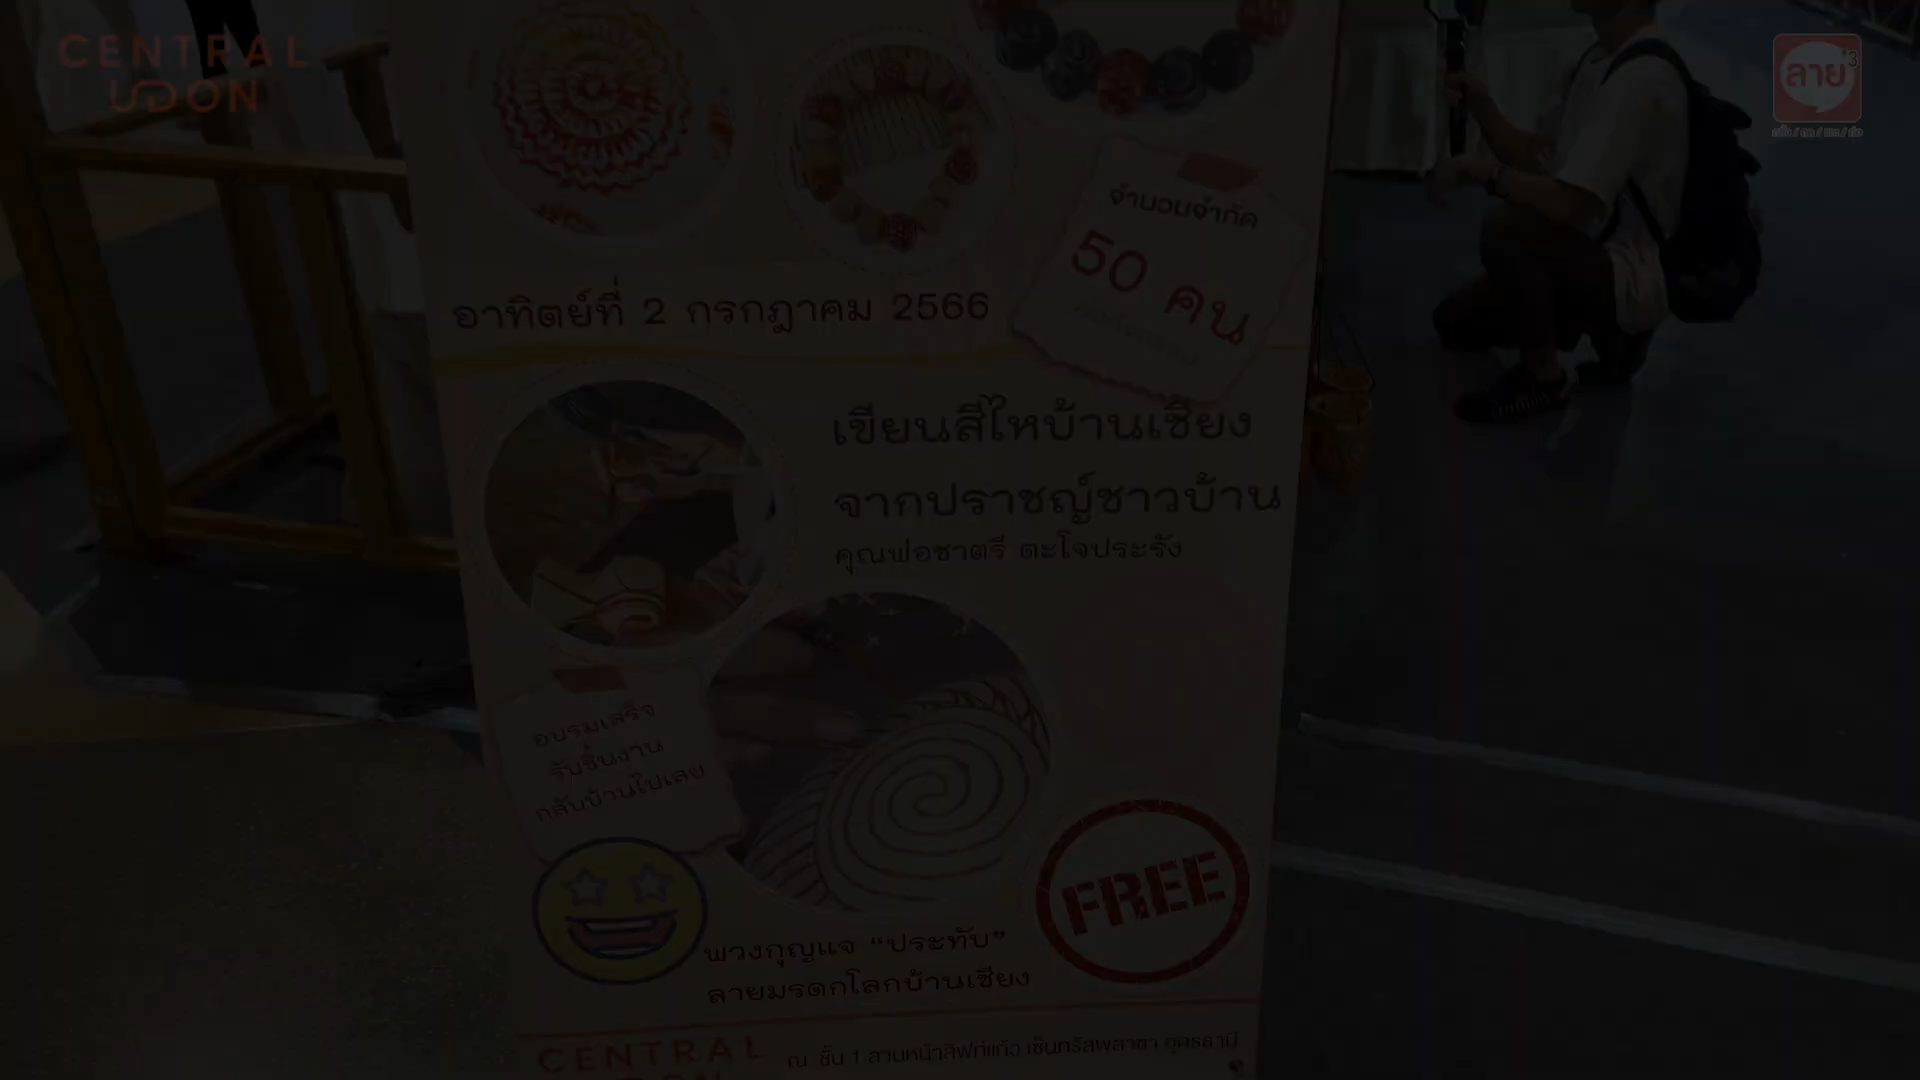 CENTRAL
UDON
ลาย³
จำนวนจำกัด
50 คน
อาทิตย์ที่ 2 กรกฎาคม 2566
เขียนสีไหบ้านเชียง
จากปราชญ์ชาวบ้าน
คุณพ่อชาตรี ตะโจประรัง
อบรมเสร็จ
รับชิ้นงาน
กลับบ้านไปเลย
FREE
พวงกุญแจ “ประทับ”
ลายมรดกโลกบ้านเชียง
CENTRAL
ณ ชั้น 1 ลานหน้าลิฟท์แก้ว เซ็นทรัลพลาซา อุดรธานี